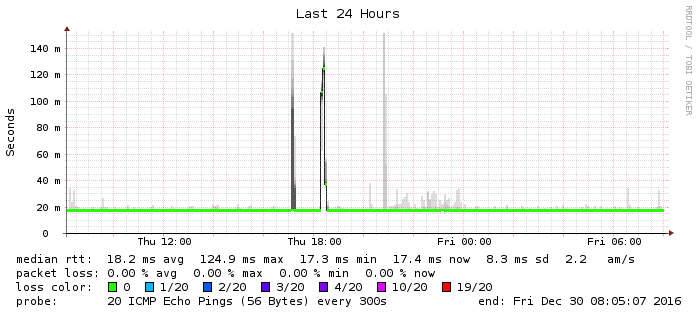 Last 24 Hours
RRDTOOL / TOBI OETIKER
Seconds
140 m
120 m
100 m
80 m
60 m
40 m
20 m
0
Thu 12:00 Thu 18:00 Fri 00:00 Fri 06:00
median rtt: 18.2 ms avg 124.9 ms max 17.3 ms min 17.4 ms now 8.3 ms sd 2.2 am/s
packet loss: 0.00 % avg 0.00 % max 0.00 % min 0.00 % now
loss color: 0 1/20 2/20 3/20 4/20 10/20 19/20
probe: 20 ICMP Echo Pings (56 Bytes) every 300s end: Fri Dec 30 08:05:07 2016